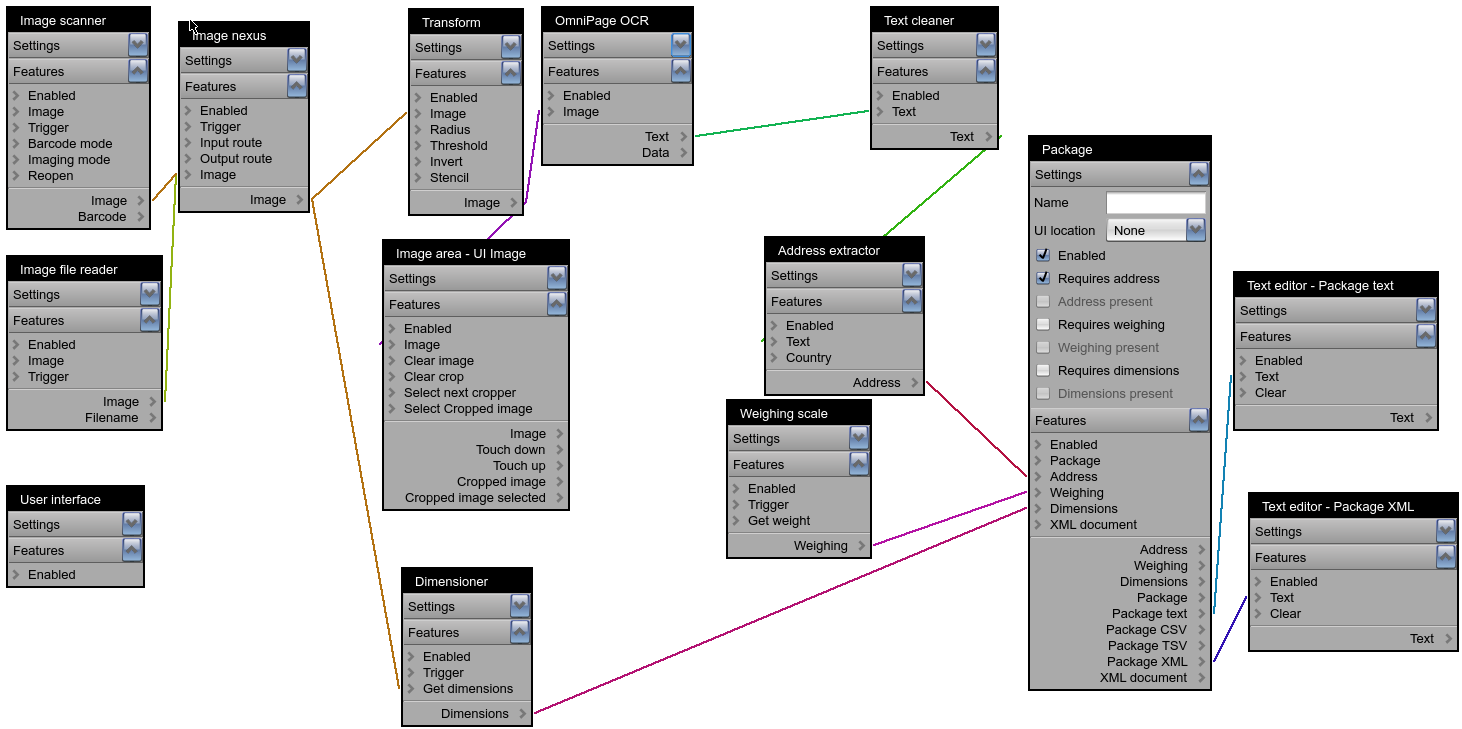 Image scanner
Settings
Features
Enabled
Image
Trigger
Barcode mode
Imaging mode
Reopen
Image
Barcode
Image nexus
Settings
Features
Enabled
Trigger
Input route
Output route
Image
Image
Transform
Settings
Features
Enabled
Image
Radius
Threshold
Invert
Stencil
Image
OmniPage OCR
Settings
Features
Enabled
Image
Text
Data
Text cleaner
Settings
Features
Enabled
Text
Text
Image file reader
Settings
Features
Enabled
Image
Trigger
Image
Filename
Image area - UI Image
Settings
Features
Enabled
Image
Clear image
Clear crop
Select next cropper
Select Cropped image
Image
Touch down
Touch up
Cropped image
Cropped image selected
Address extractor
Settings
Features
Enabled
Text
Country
Address
Weighing scale
Settings
Features
Enabled
Trigger
Get weight
Weighing
User interface
Settings
Features
Enabled
Dimensioner
Settings
Features
Enabled
Trigger
Get dimensions
Dimensions
Package
Settings
Name
UI location None
Enabled
Requires address
Address present
Requires weighing
Weighing present
Requires dimensions
Dimensions present
Features
Enabled
Package
Address
Weighing
Dimensions
XML document
Address
Weighing
Dimensions
Package
Package text
Package CSV
Package TSV
Package XML
XML document
Text editor - Package text
Settings
Features
Enabled
Text
Clear
Text
Text editor - Package XML
Settings
Features
Enabled
Text
Clear
Text